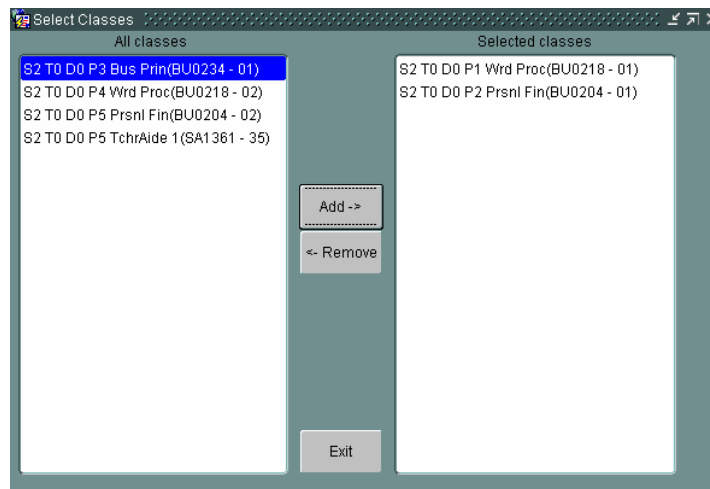 Select Classes
All classes
Selected classes
S2 T0 D0 P3 Bus Prin(BU0234 - 01)
S2 T0 D0 P4 Wrd Proc(BU0218 - 02)
S2 T0 D0 P5 Prsnl Fin(BU0204 - 02)
S2 T0 D0 P5 TchrAide 1(SA1361 - 35)
Add ->
<- Remove
Exit
S2 T0 D0 P1 Wrd Proc(BU0218 - 01)
S2 T0 D0 P2 Prsnl Fin(BU0204 - 01)